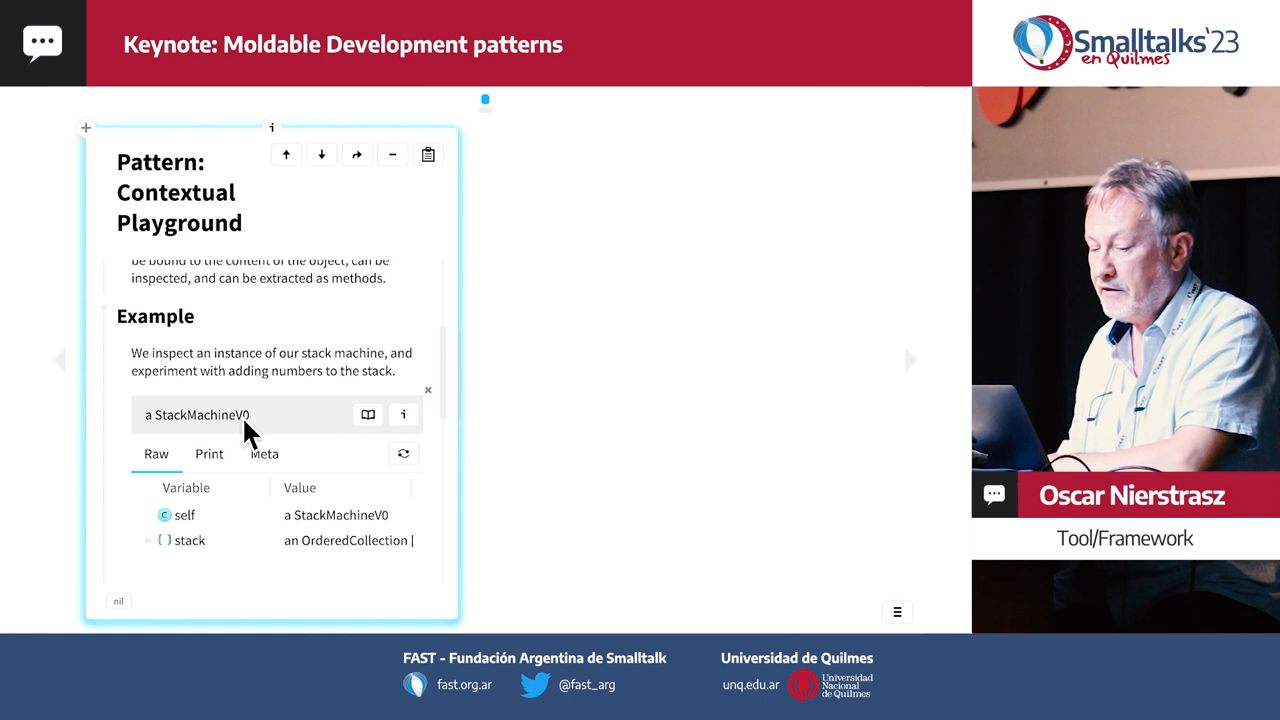 Keynote: Moldable Development patterns
Smalltalks'23
en Quilmes
i
Pattern:
Contextual
Playground
be bound to the content of the object, can be
inspected, and can be extracted as methods.
Example
We inspect an instance of our stack machine, and
experiment with adding numbers to the stack.
a StackMachineV0
i
Raw Print Meta
Variable Value
self a StackMachineV0
stack an OrderedCollection [
nil
Oscar Nierstrasz
Tool/Framework
FAST - Fundación Argentina de Smalltalk
fast.org.ar @fast_arg
Universidad de Quilmes
unq.edu.ar
Universidad
Nacional
de Quilmes